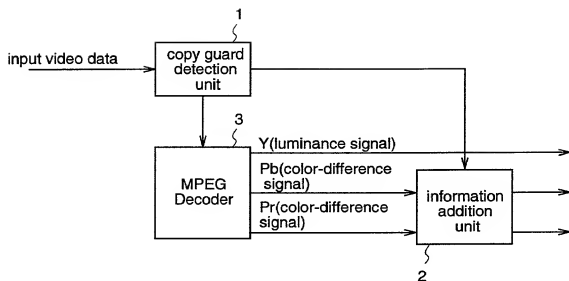 1
input video data
copy guard
detection
unit
3
Y(luminance signal)
MPEG
Decoder
Pb(color-difference
signal)
Pr(color-difference
signal)
information
addition
unit
2